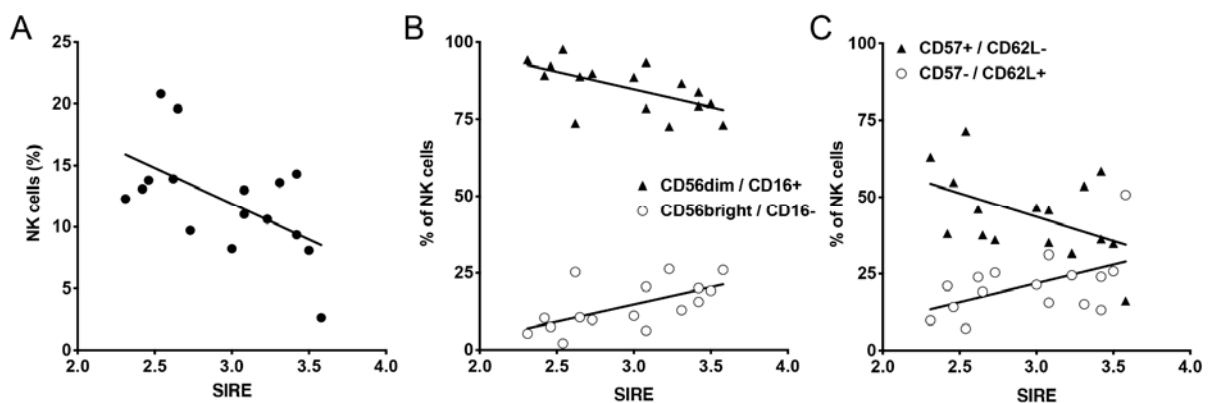 A
NK cells (%)
25
20
15
10
5
0
2.0 2.5 3.0 3.5 4.0
SIRE
B
% of NK cells
100
75
50
25
0
CD56dim / CD16+
CD56bright / CD16-
2.0 2.5 3.0 3.5 4.0
SIRE
C
CD57+ / CD62L-
CD57- / CD62L+
% of NK cells
100
75
50
25
0
2.0 2.5 3.0 3.5 4.0
SIRE